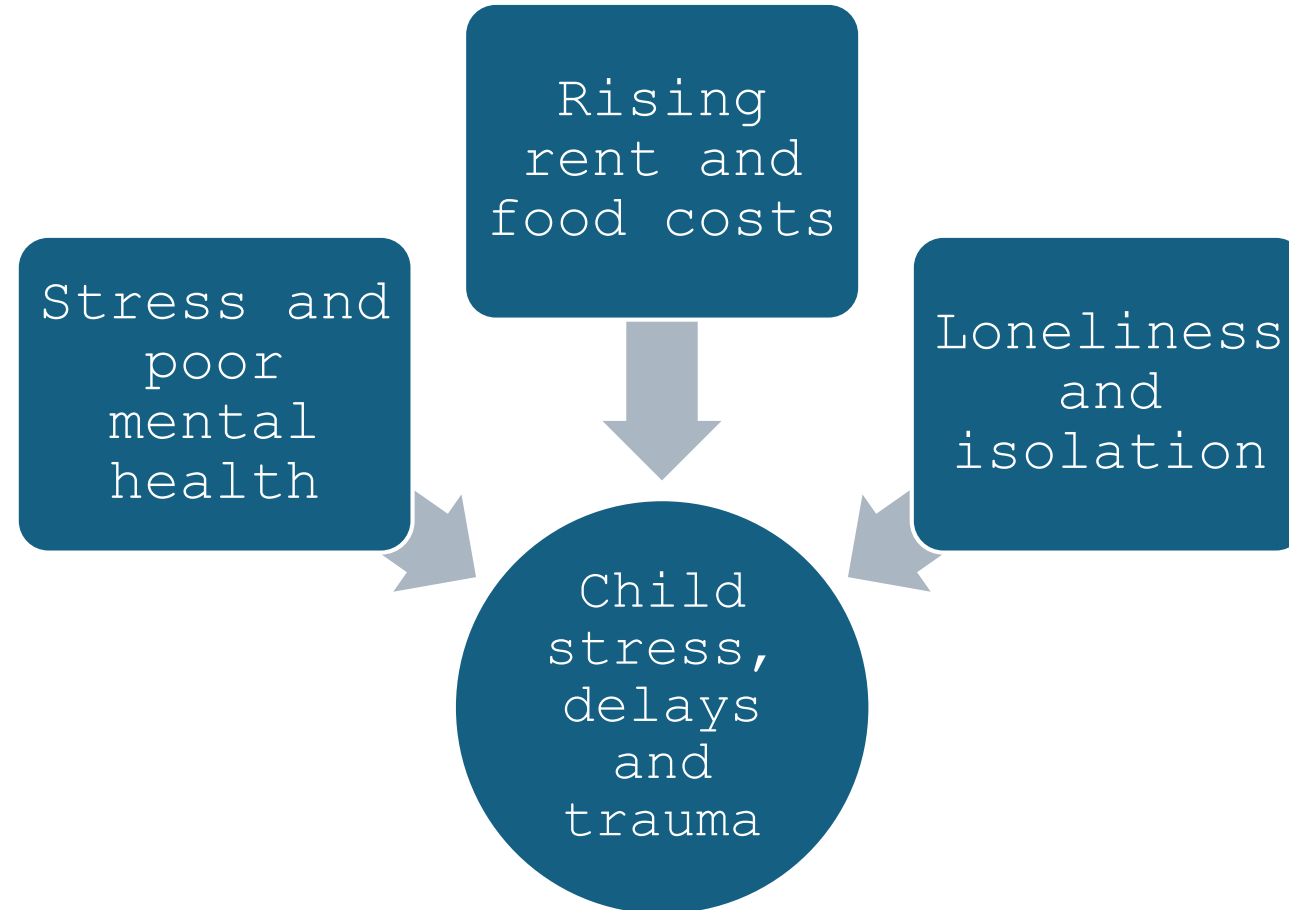 Rising
rent and
food costs
Stress and
poor
mental
health
Loneliness
and
isolation
Child
stress,
delays
and
trauma